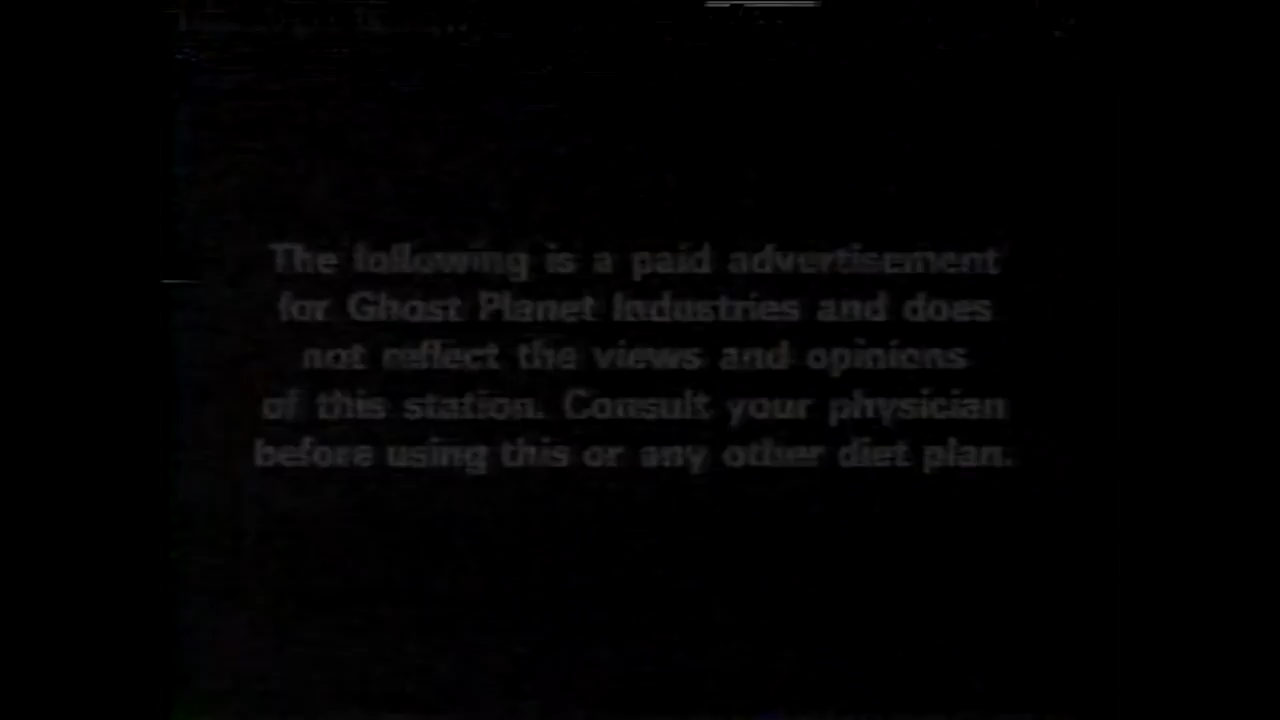 The following is a paid advertisement
for Ghost Planet Industries and does
not reflect the views and opinions
of this station. Consult your physician
before using this or any other diet plan.